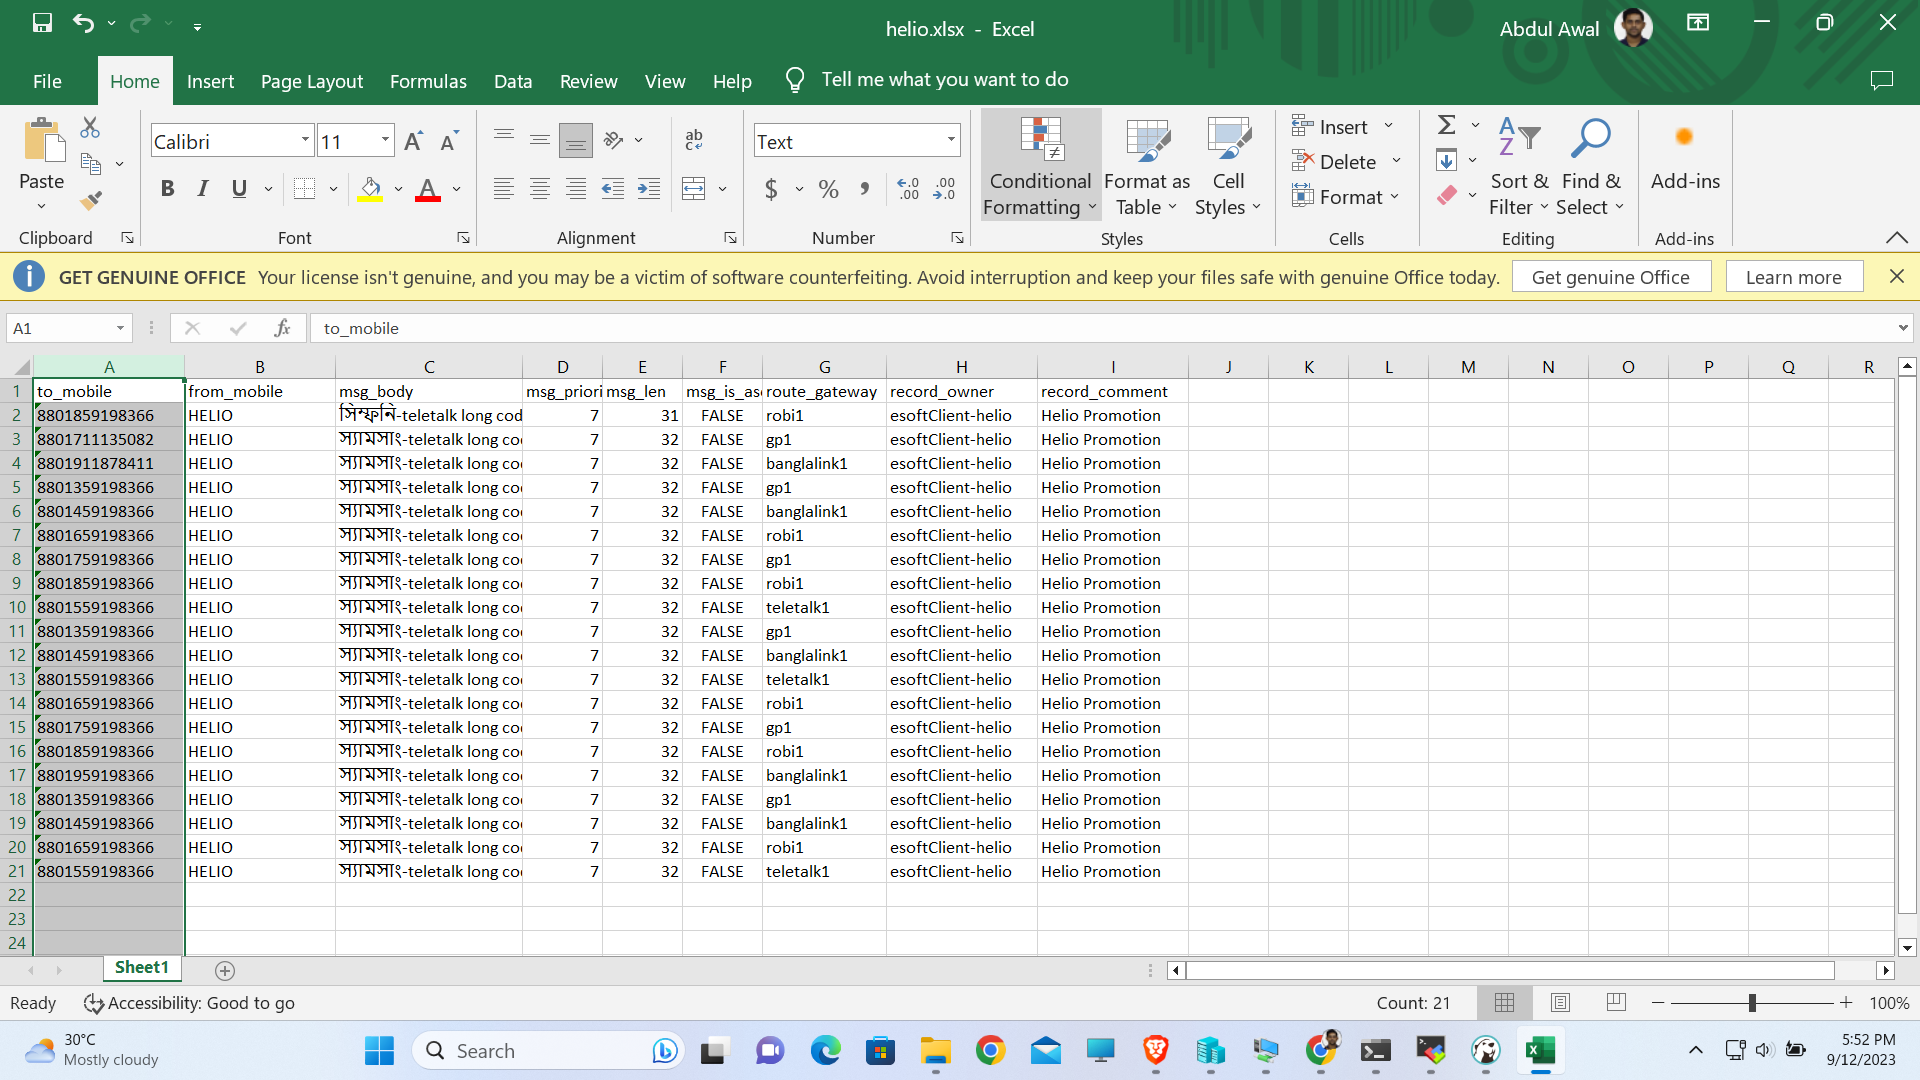 helio.xlsx - Excel
Abdul Awal
File Home Insert Page Layout Formulas Data Review View Help Tell me what you want to do
Paste
Clipboard
Calibri 11
B I U
Font
Alignment
Text
$ % 9
Number
Conditional Formatting
Format as Table
Cell Styles
Styles
Insert
Delete
Format
Cells
Sort & Filter
Find & Select
Editing
Add-ins
Add-ins
GET GENUINE OFFICE Your license isn't genuine, and you may be a victim of software counterfeiting. Avoid interruption and keep your files safe with genuine Office today. Get genuine Office Learn more
A1 fx to_mobile
A B C D E F G H I J K L M N O P Q R
1 to_mobile from_mobile msg_body msg_priori msg_len msg_is_asc route_gateway record_owner record_comment
2 8801859198366 HELIO সিম্ফনি-teletalk long cod 7 31 FALSE robi1 esoftClient-helio Helio Promotion
3 8801711135082 HELIO স্যামসাং-teletalk long co 7 32 FALSE gp1 esoftClient-helio Helio Promotion
4 8801911878411 HELIO স্যামসাং-teletalk long co 7 32 FALSE banglalink1 esoftClient-helio Helio Promotion
5 8801359198366 HELIO স্যামসাং-teletalk long co 7 32 FALSE gp1 esoftClient-helio Helio Promotion
6 8801459198366 HELIO স্যামসাং-teletalk long co 7 32 FALSE banglalink1 esoftClient-helio Helio Promotion
7 8801659198366 HELIO স্যামসাং-teletalk long co 7 32 FALSE robi1 esoftClient-helio Helio Promotion
8 8801759198366 HELIO স্যামসাং-teletalk long co 7 32 FALSE gp1 esoftClient-helio Helio Promotion
9 8801859198366 HELIO স্যামসাং-teletalk long co 7 32 FALSE robi1 esoftClient-helio Helio Promotion
10 8801559198366 HELIO স্যামসাং-teletalk long co 7 32 FALSE teletalk1 esoftClient-helio Helio Promotion
11 8801359198366 HELIO স্যামসাং-teletalk long co 7 32 FALSE gp1 esoftClient-helio Helio Promotion
12 8801459198366 HELIO স্যামসাং-teletalk long co 7 32 FALSE banglalink1 esoftClient-helio Helio Promotion
13 8801559198366 HELIO স্যামসাং-teletalk long co 7 32 FALSE teletalk1 esoftClient-helio Helio Promotion
14 8801659198366 HELIO স্যামসাং-teletalk long co 7 32 FALSE robi1 esoftClient-helio Helio Promotion
15 8801759198366 HELIO স্যামসাং-teletalk long co 7 32 FALSE gp1 esoftClient-helio Helio Promotion
16 8801859198366 HELIO স্যামসাং-teletalk long co 7 32 FALSE robi1 esoftClient-helio Helio Promotion
17 8801959198366 HELIO স্যামসাং-teletalk long co 7 32 FALSE banglalink1 esoftClient-helio Helio Promotion
18 8801359198366 HELIO স্যামসাং-teletalk long co 7 32 FALSE gp1 esoftClient-helio Helio Promotion
19 8801459198366 HELIO স্যামসাং-teletalk long co 7 32 FALSE banglalink1 esoftClient-helio Helio Promotion
20 8801659198366 HELIO স্যামসাং-teletalk long co 7 32 FALSE robi1 esoftClient-helio Helio Promotion
21 8801559198366 HELIO স্যামসাং-teletalk long co 7 32 FALSE teletalk1 esoftClient-helio Helio Promotion
22
23
24
Sheet1
Ready Accessibility: Good to go Count: 21 100%
30°C
Mostly cloudy
Search
5:52 PM
9/12/2023